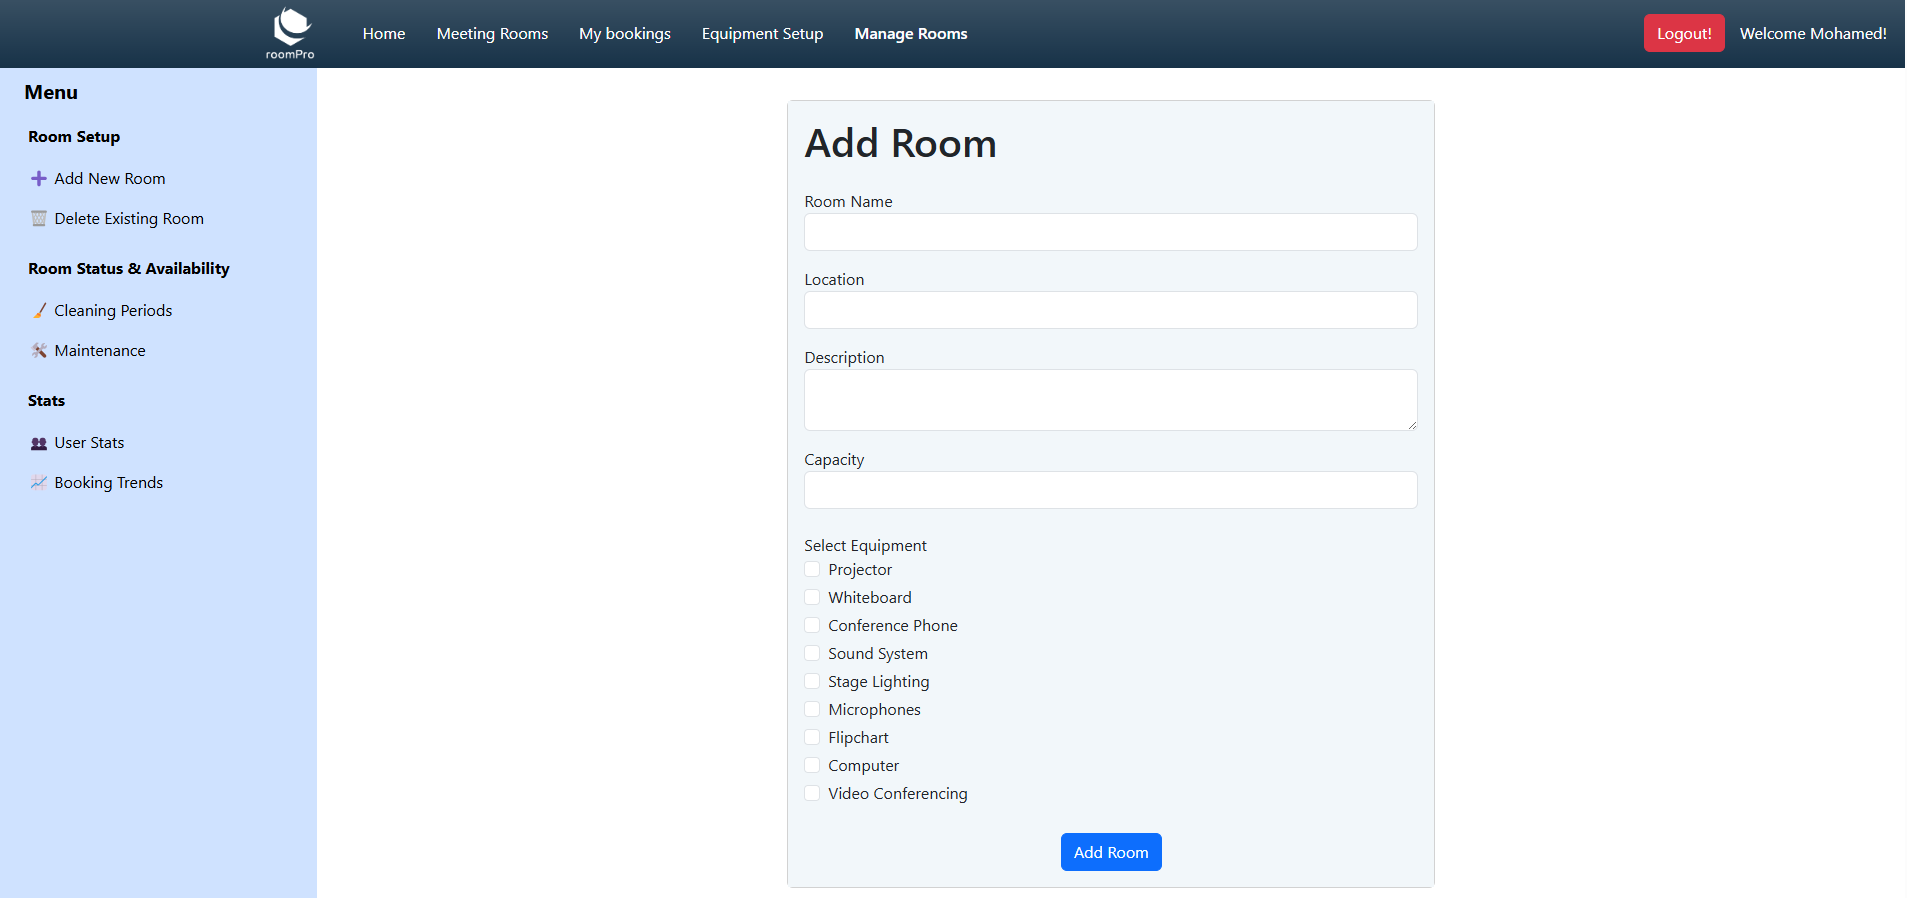 roomPro
Home Meeting Rooms My bookings Equipment Setup Manage Rooms Logout! Welcome Mohamed!
Menu
Room Setup
Add New Room
Delete Existing Room
Room Status & Availability
Cleaning Periods
Maintenance
Stats
User Stats
Booking Trends
Add Room
Room Name
Location
Description
Capacity
Select Equipment
Projector
Whiteboard
Conference Phone
Sound System
Stage Lighting
Microphones
Flipchart
Computer
Video Conferencing
Add Room